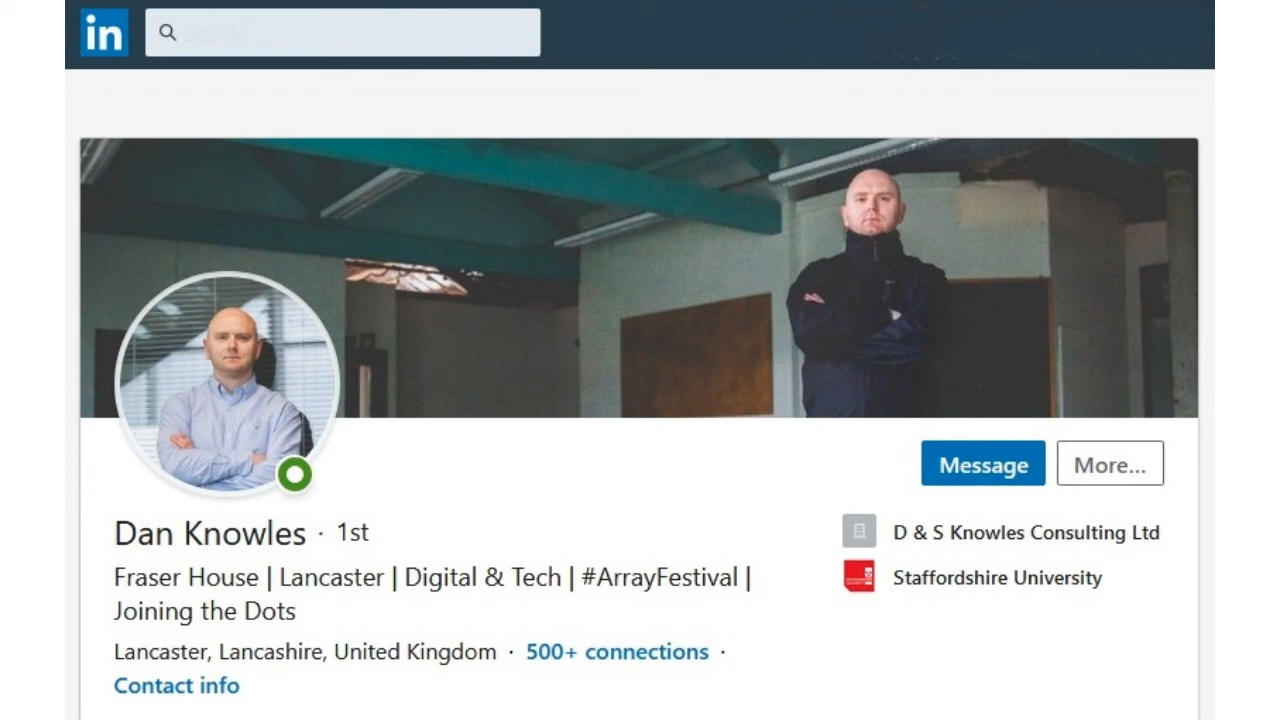 in
Dan Knowles · 1st
Fraser House | Lancaster | Digital & Tech | #ArrayFestival |
Joining the Dots
Lancaster, Lancashire, United Kingdom · 500+ connections ·
Contact info
Message
More...
D & S Knowles Consulting Ltd
Staffordshire University